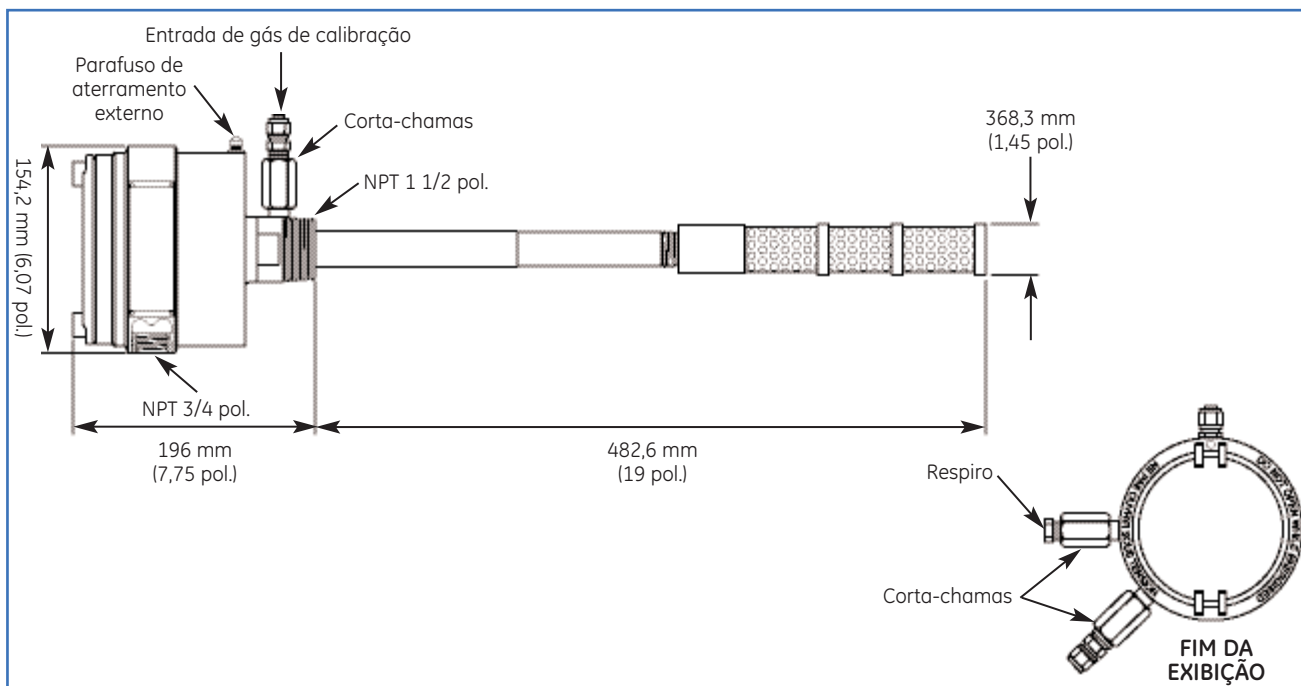 Entrada de gás de calibração
Parafuso de
aterramento
externo
Corta-chamas
368,3 mm
(1,45 pol.)
154,2 mm (6,07 pol.)
NPT 1 1/2 pol.
NPT 3/4 pol.
196 mm
(7,75 pol.)
482,6 mm
(19 pol.)
Respiro
Corta-chamas
FIM DA
EXIBIÇÃO